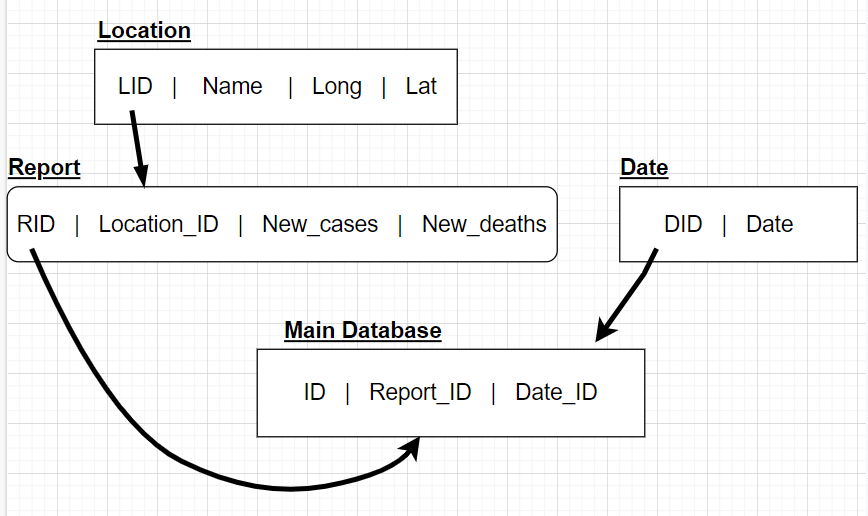 Location
LID | Name | Long | Lat
Report
RID | Location_ID | New_cases | New_deaths
Date
DID | Date
Main Database
ID | Report_ID | Date_ID